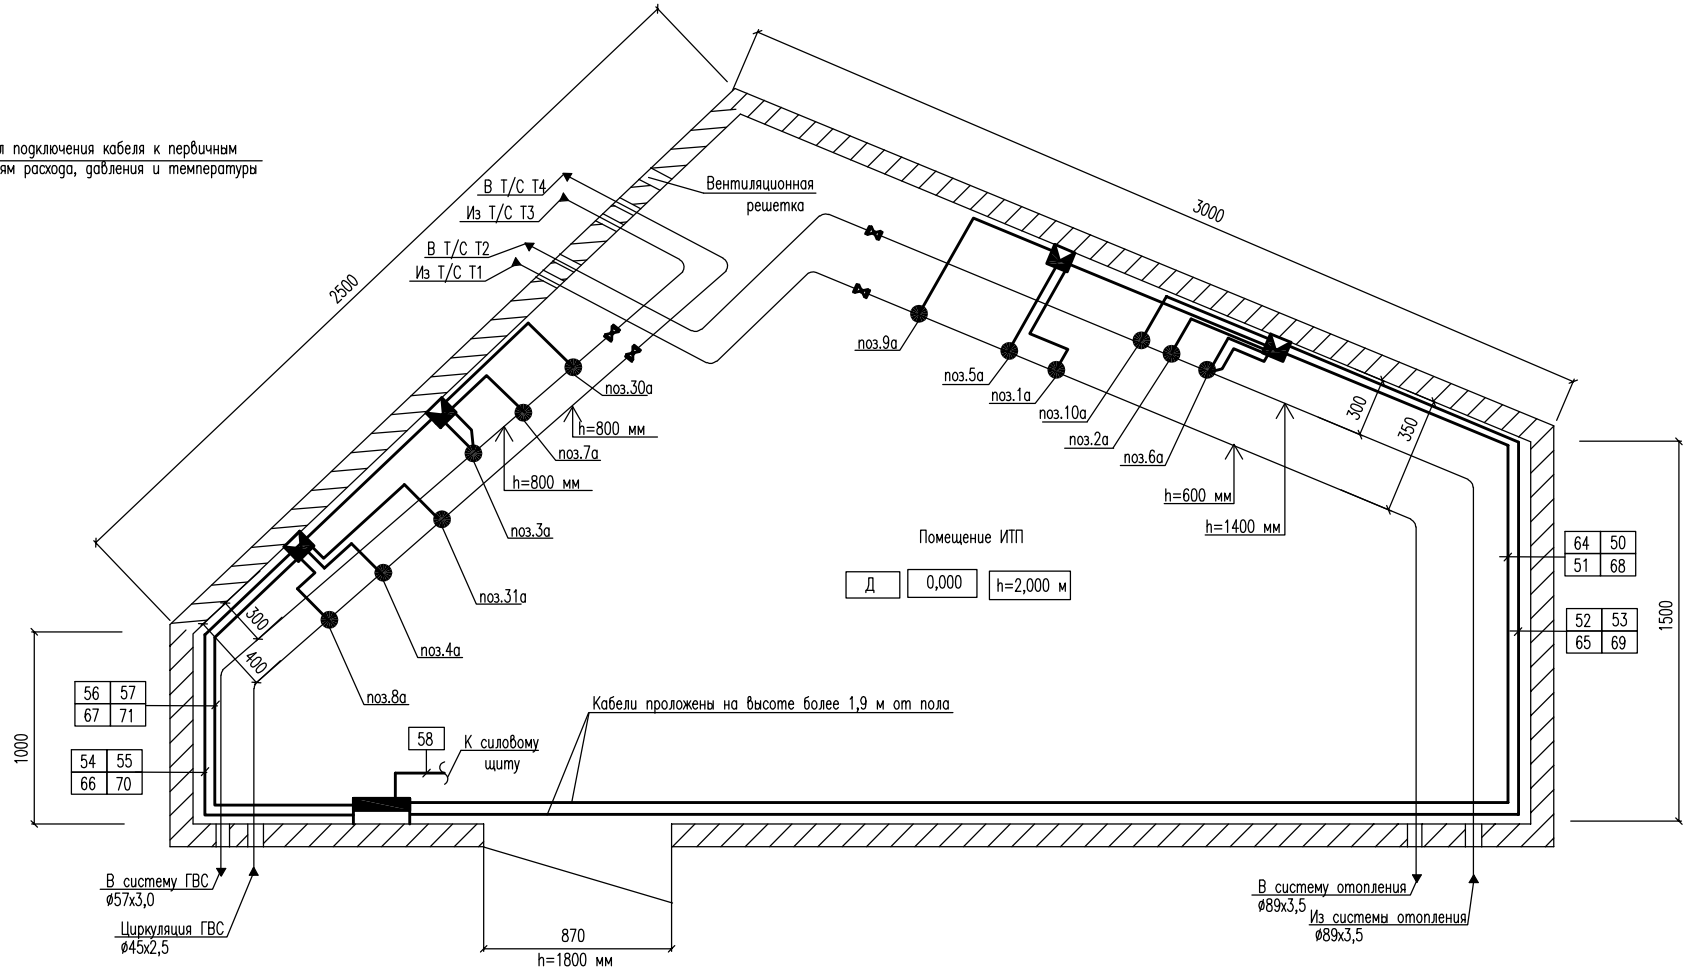 подключения кабеля к первичным
расхода, давления и температуры
В Т/С Т4
Из Т/С Т3
В Т/С Т2
Из Т/С Т1
Вентиляционная
решетка
3000
2500
поз.9а
поз.5а
поз.1а
поз.10а
поз.2а
поз.6а
300
350
поз.30а
h=800 мм
поз.7а
h=800 мм
поз.3а
h=600 мм
h=1400 мм
Помещение ИТП
Д
0,000
h=2,000 м
64 50
51 68
52 53
65 69
1500
поз.31а
300
400
поз.4а
поз.8а
56 57
67 71
54 55
66 70
1000
Кабели проложены на высоте более 1,9 м от пола
58
К силовому
щиту
В систему ГВС
ø57х3,0
Циркуляция ГВС
ø45х2,5
870
h=1800 мм
В систему отопления
ø89х3,5
Из системы отопления
ø89х3,5